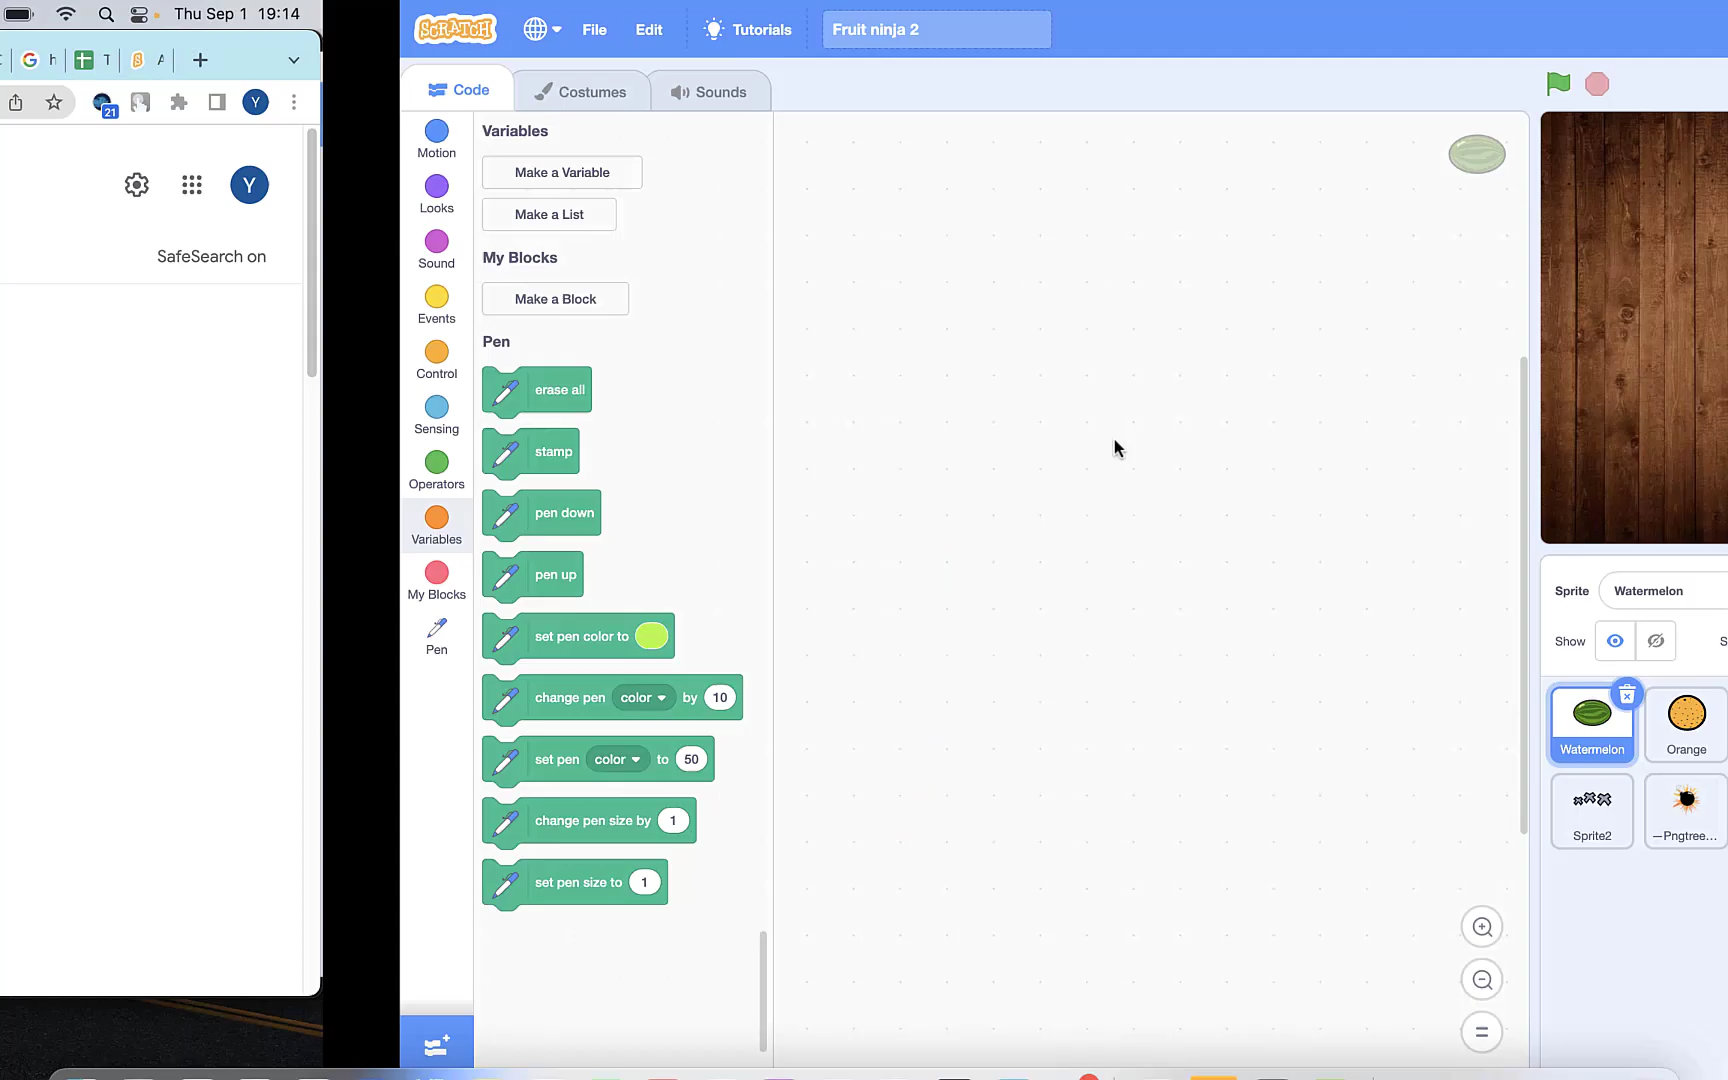 Thu Sep 1 19:14
h
T
A
21
Y
Y
SafeSearch on
SCRATCH
File
Edit
Tutorials
Fruit ninja 2
Code
Costumes
Sounds
Motion
Looks
Sound
Events
Control
Sensing
Operators
Variables
My Blocks
Pen
Variables
Make a Variable
Make a List
My Blocks
Make a Block
Pen
erase all
stamp
pen down
pen up
set pen color to
change pen color by 10
set pen color to 50
change pen size by 1
set pen size to 1
Sprite Watermelon
Show
S
Watermelon
Orange
Sprite2
—Pngtree...